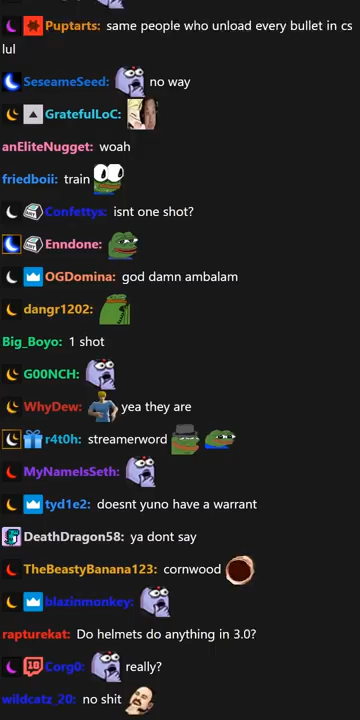 Puptarts: same people who unload every bullet in cs
lul
SeseameSeed: no way
GratefulLoC:
anEliteNugget: woah
friedboii: train
Confettys: isnt one shot?
Enndone:
OGDomina: god damn ambalam
dangr1202:
Big_Boyo: 1 shot
G00NCH:
WhyDew: yea they are
r4t0h: streamerword
MyNameIsSeth:
tyd1e2: doesnt yuno have a warrant
DeathDragon58: ya dont say
TheBeastyBanana123: cornwood
blazinmonkey:
rapturekat: Do helmets do anything in 3.0?
10 Corg0: really?
wildcatz_20: no shit